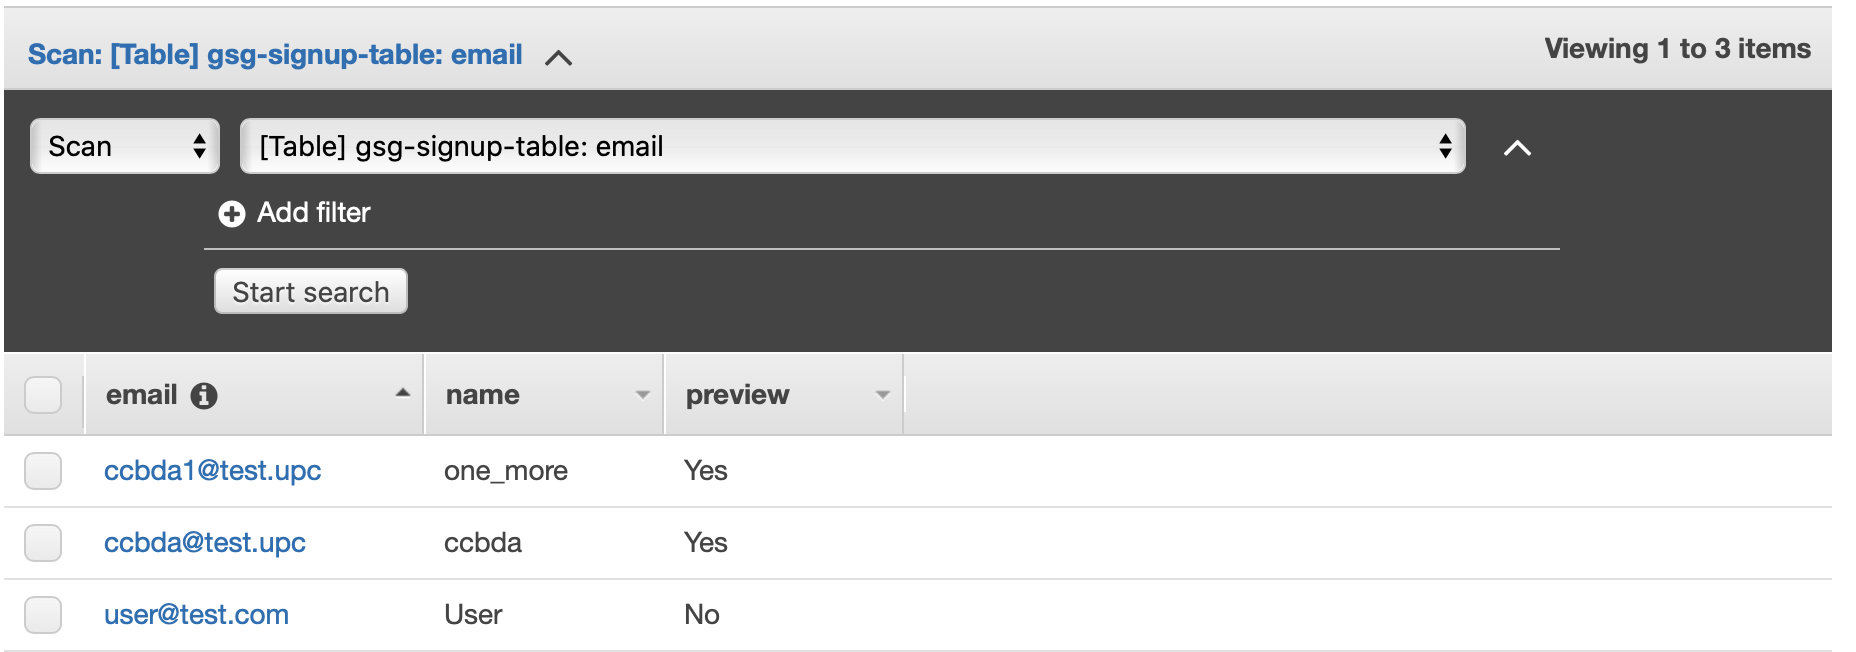 Scan: [Table] gsg-signup-table: email
Viewing 1 to 3 items
Scan
[Table] gsg-signup-table: email
Add filter
Start search
email name preview
ccbda1@test.upc one_more Yes
ccbda@test.upc ccbda Yes
user@test.com User No